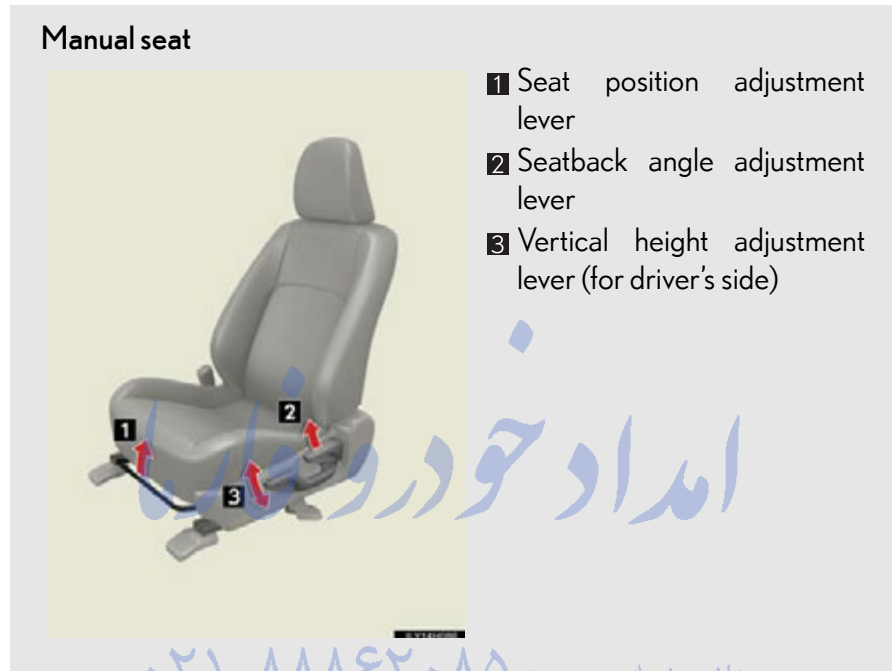 Manual seat
1 Seat position adjustment
lever
2 Seatback angle adjustment
lever
3 Vertical height adjustment
lever (for driver's side)
1
2
3
امداد خودرو فارما